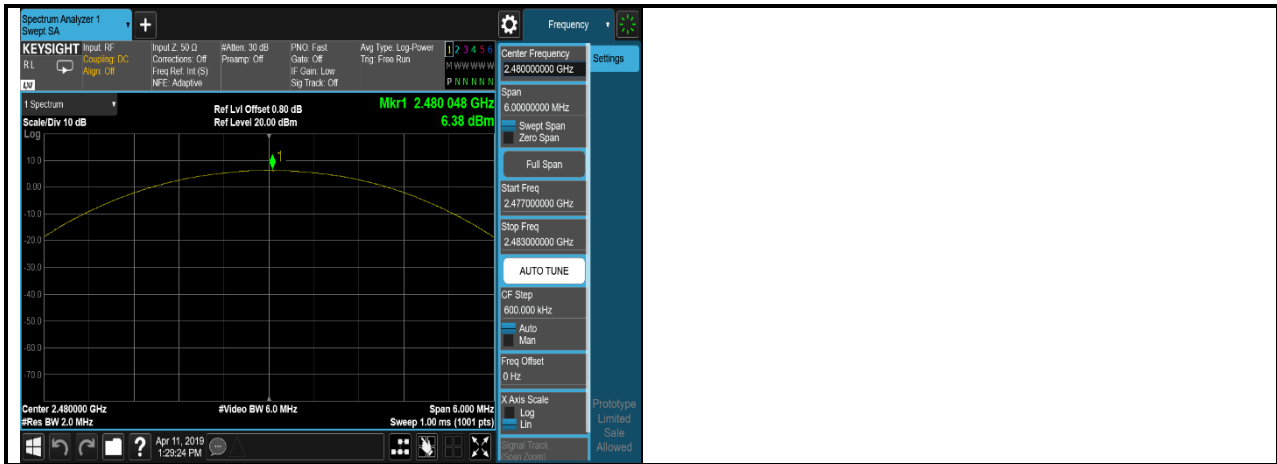 Spectrum Analyzer 1
Swept SA
+
Frequency
KEYSIGHT
Input: RF
Coupling: DC
Align: Off
Input Z: 50 Ω
Corrections: Off
Freq Ref: Int (S)
NFE: Adaptive
#Atten: 30 dB
Preamp: Off
PNO: Fast
Gate: Off
IF Gain: Low
Sig Track: Off
Avg Type: Log-Power
Trig: Free Run
1 2 3 4 5 6
M W W W W W
P N N N N N
R L
LXI
1 Spectrum
Scale/Div 10 dB
Log
Ref Lvl Offset 0.80 dB
Ref Level 20.00 dBm
Mkr1 2.480 048 GHz
6.38 dBm
1
10.0
0.00
-10.0
-20.0
-30.0
-40.0
-50.0
-60.0
-70.0
Center 2.480000 GHz
#Res BW 2.0 MHz
#Video BW 6.0 MHz
Span 6.000 MHz
Sweep 1.00 ms (1001 pts)
?
Apr 11, 2019
1:29:24 PM
Center Frequency
2.480000000 GHz
Span
6.00000000 MHz
Swept Span
Zero Span
Full Span
Start Freq
2.477000000 GHz
Stop Freq
2.483000000 GHz
AUTO TUNE
CF Step
600.000 kHz
Auto
Man
Freq Offset
0 Hz
X Axis Scale
Log
Lin
Signal Track
(Span Zoom)
Settings
Prototype
Limited
Sale
Allowed